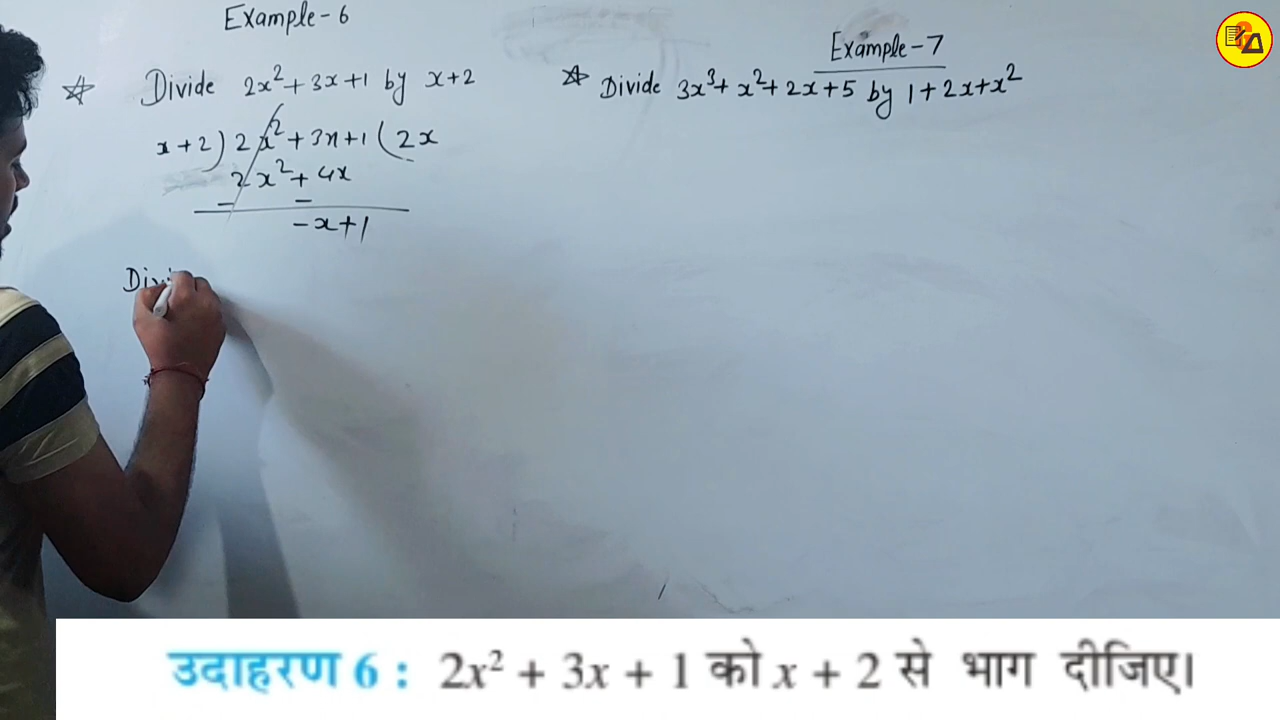 Example-6
☆ Divide 2x² + 3x+1 by x+2
x+2) 2x² + 3x+1 (2x
2x² + 4x
- -
-x+1
Divi
Example-7
☆ Divide 3x³+ x²+ 2x+5 by 1+2x+x²
उदाहरण 6 : 2x² + 3x + 1 को x + 2 से भाग दीजिए।